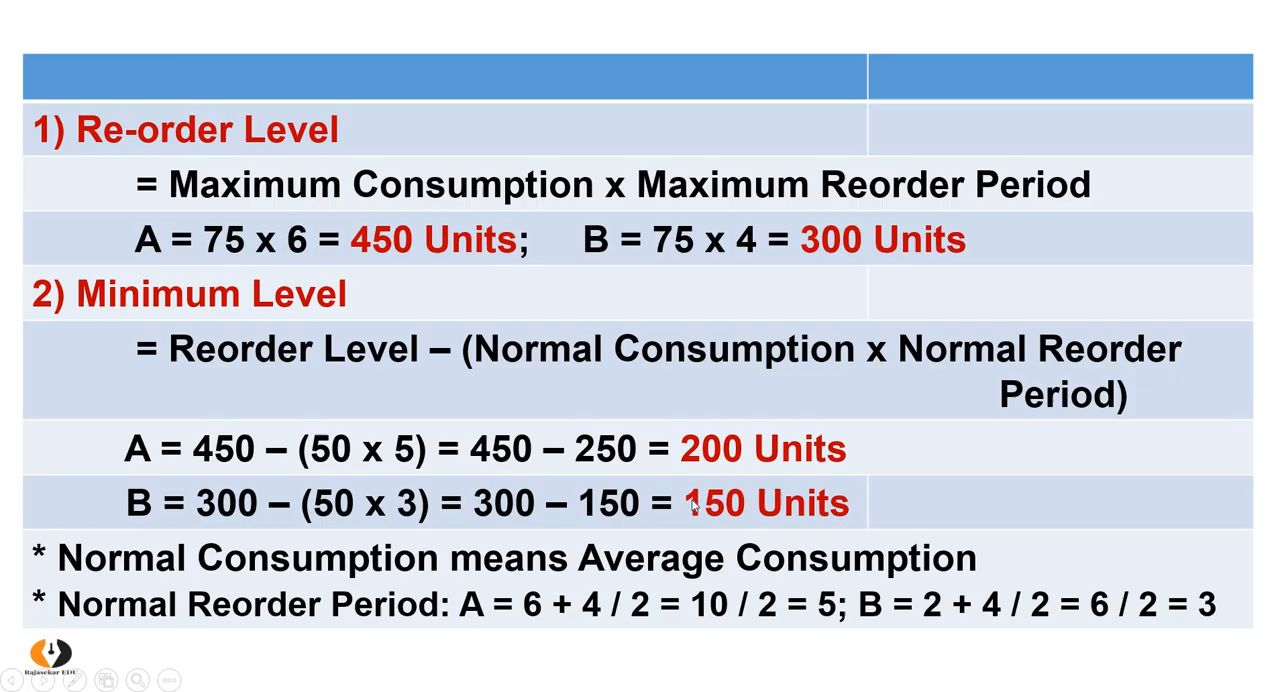 1) Re-order Level
= Maximum Consumption x Maximum Reorder Period
A = 75 x 6 = 450 Units; B = 75 x 4 = 300 Units
2) Minimum Level
= Reorder Level – (Normal Consumption x Normal Reorder
Period)
A = 450 – (50 x 5) = 450 – 250 = 200 Units
B = 300 – (50 x 3) = 300 – 150 = 150 Units
* Normal Consumption means Average Consumption
* Normal Reorder Period: A = 6 + 4 / 2 = 10 / 2 = 5; B = 2 + 4 / 2 = 6 / 2 = 3
Rajasekar EDU